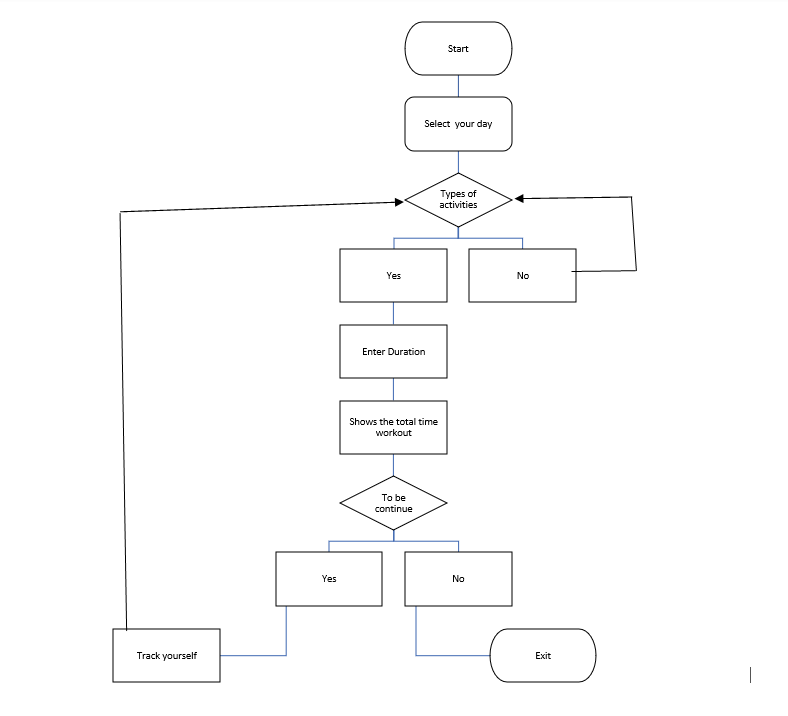 Start
Select  your day
Types of
activities
Yes
No
Enter Duration
Shows the total time
workout
To be
continue
Yes
No
Track yourself
Exit